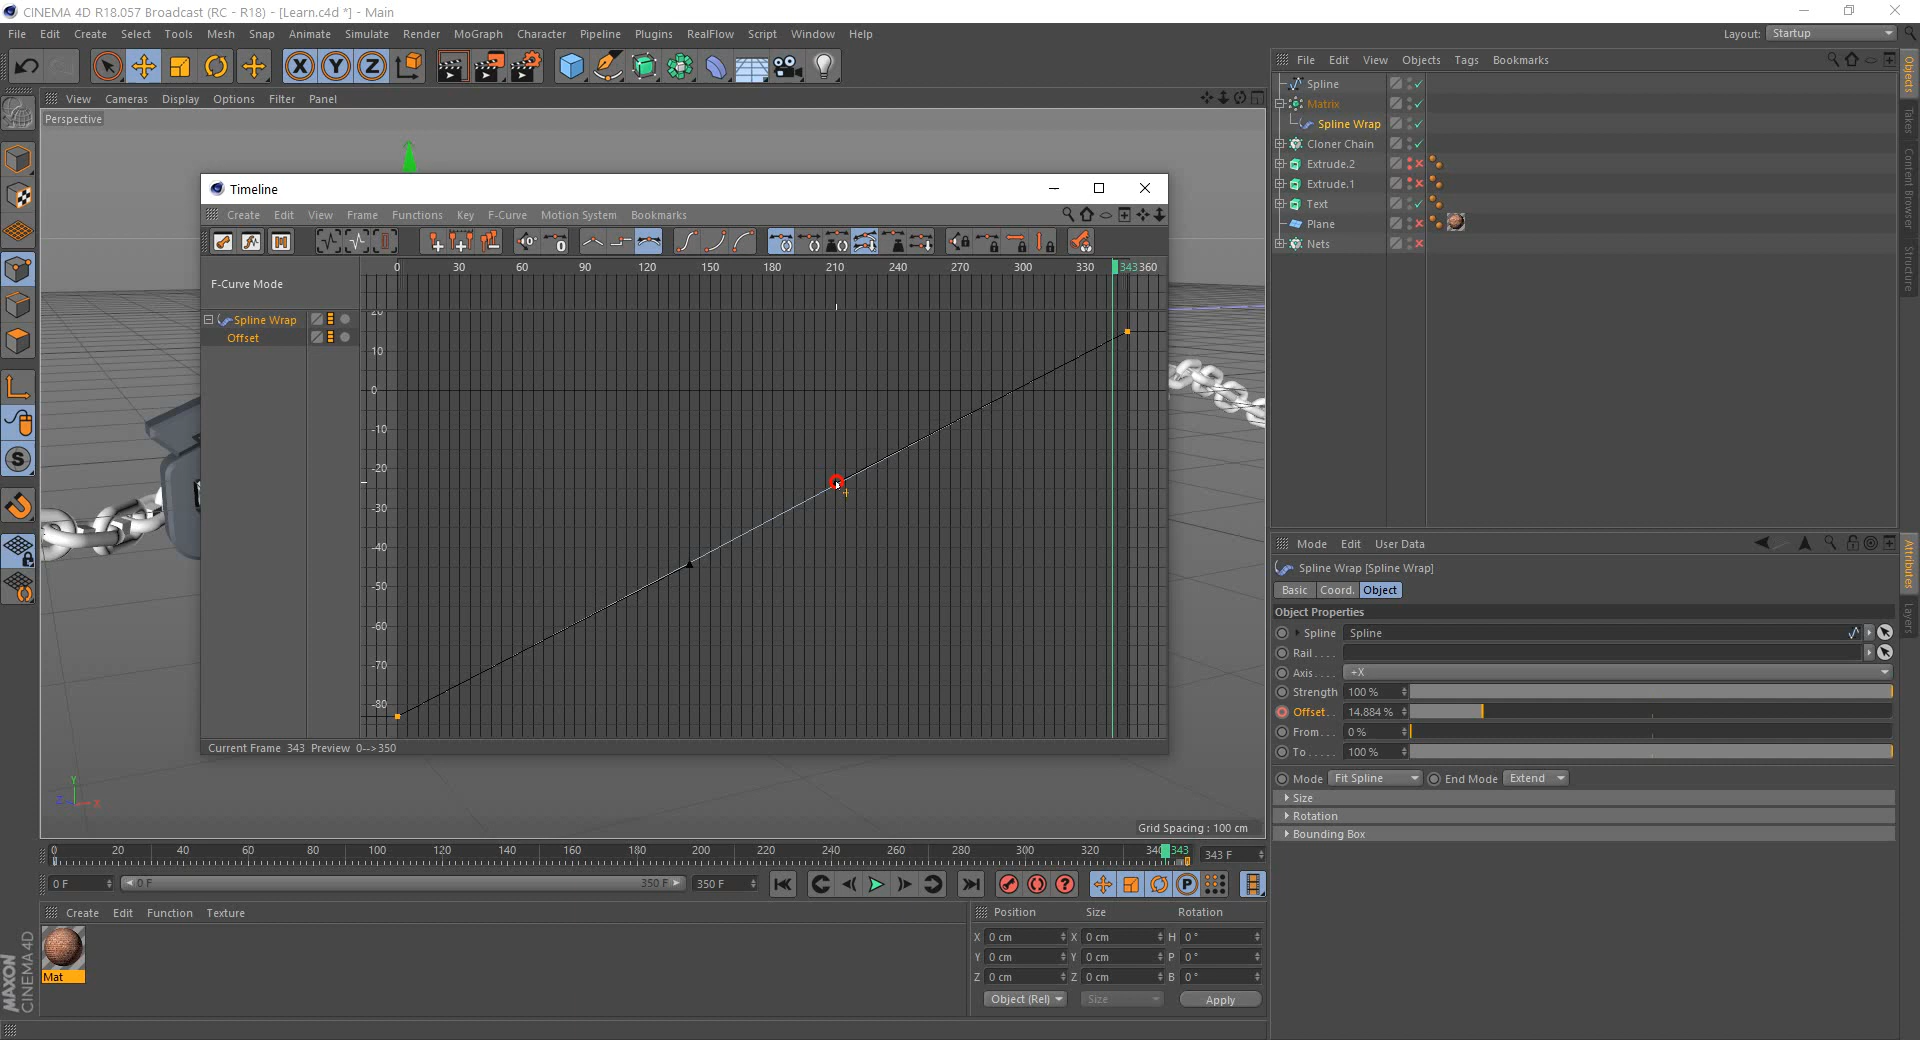 CINEMA 4D R18.057 Broadcast (RC - R18) - [Learn.c4d *] - Main
File Edit Create Select Tools Mesh Snap Animate Simulate Render MoGraph Character Pipeline Plugins RealFlow Script Window Help Layout: Startup
File Edit View Objects Tags Bookmarks
View Cameras Display Options Filter Panel
Perspective
Spline
Matrix
Spline Wrap
Cloner Chain
Extrude.2
Extrude.1
Text
Plane
Nets
Objects
Takes
Content Browser
Structure
Timeline
Create Edit View Frame Functions Key F-Curve Motion System Bookmarks
0 30 60 90 120 150 180 210 240 270 300 330 343 360
F-Curve Mode
Spline Wrap
Offset
20
10
0
-10
-20
-30
-40
-50
-60
-70
-80
Current Frame 343 Preview 0-->350
Y
Z
X
Grid Spacing : 100 cm
Mode Edit User Data
Spline Wrap [Spline Wrap]
Basic Coord. Object
Object Properties
Spline Spline
Rail . . . .
Axis. . . . +X
Strength 100 %
Offset. . 14.884 %
From. . . 0 %
To . . . . . 100 %
Mode Fit Spline End Mode Extend
Size
Rotation
Bounding Box
Attributes
Layers
0 20 40 60 80 100 120 140 160 180 200 220 240 260 280 300 320 340 343 343 F
0 F 0 F 350 F 350 F
Create Edit Function Texture
Mat
Position Size Rotation
X 0 cm X 0 cm H 0 °
Y 0 cm Y 0 cm P 0 °
Z 0 cm Z 0 cm B 0 °
Object (Rel) Size Apply
MAXON
CINEMA 4D